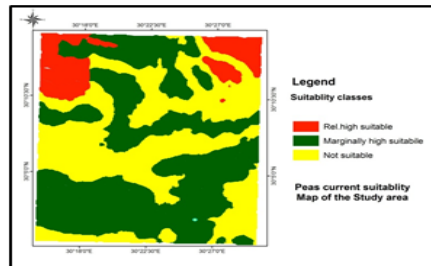 30°18'0"E 30°22'30"E 30°27'0"E
Legend
Suitablity classes
Rel.high suitable
Marginally high suitabile
Not suitable
Peas current suitablity
Map of the Study area
30°18'0"E 30°22'30"E 30°27'0"E